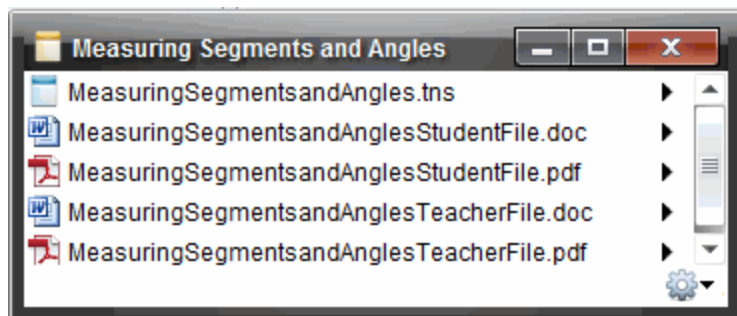 Measuring Segments and Angles
MeasuringSegmentsandAngles.tns
MeasuringSegmentsandAnglesStudentFile.doc
MeasuringSegmentsandAnglesStudentFile.pdf
MeasuringSegmentsandAnglesTeacherFile.doc
MeasuringSegmentsandAnglesTeacherFile.pdf